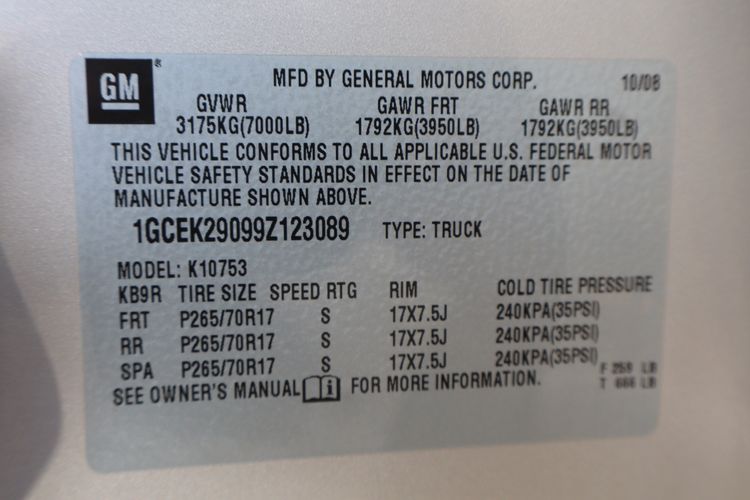 GM®
MFD BY GENERAL MOTORS CORP. 10/08
GVWR GAWR FRT GAWR RR
3175KG(7000LB) 1792KG(3950LB) 1792KG(3950LB)
THIS VEHICLE CONFORMS TO ALL APPLICABLE U.S. FEDERAL MOTOR
VEHICLE SAFETY STANDARDS IN EFFECT ON THE DATE OF
MANUFACTURE SHOWN ABOVE.
1GCEK29099Z123089 TYPE: TRUCK
MODEL: K10753
KB9R TIRE SIZE SPEED RTG RIM COLD TIRE PRESSURE
FRT P265/70R17 S 17X7.5J 240KPA(35PSI)
RR P265/70R17 S 17X7.5J 240KPA(35PSI)
SPA P265/70R17 S 17X7.5J 240KPA(35PSI)
SEE OWNER'S MANUAL i FOR MORE INFORMATION.
F LB
T LB